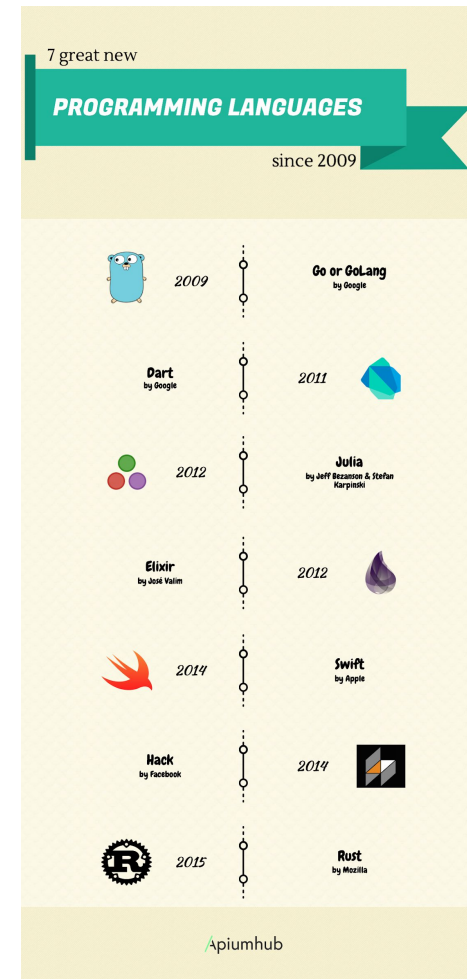 7 great new
PROGRAMMING LANGUAGES
since 2009
2009
Go or GoLang
by Google
Dart
by Google
2011
2012
Julia
by Jeff Bezanson & Stefan
Karpinski
Elixir
by José Valim
2012
2014
Swift
by Apple
Hack
by Facebook
2014
R
2015
Rust
by Mozilla
Apiumhub